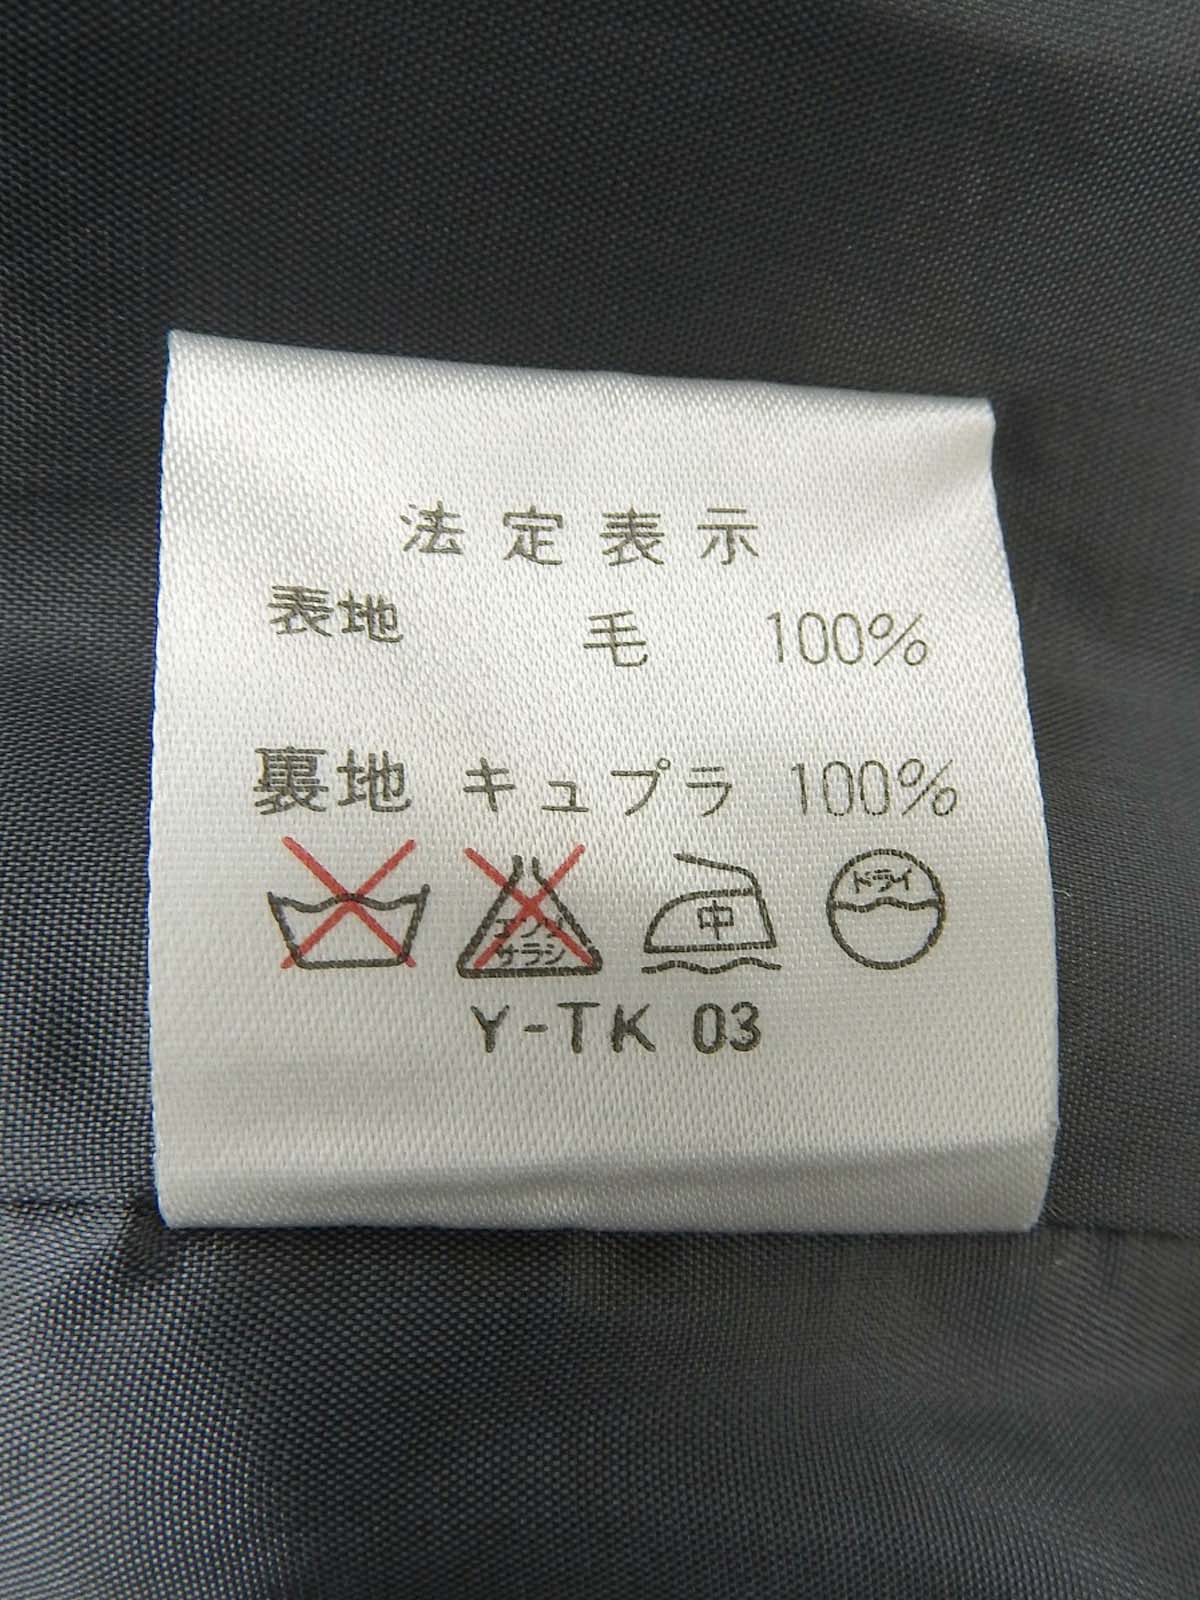 法定表示
表地 毛 100%
裏地 キュプラ 100%
エンソサラシ 中 ドライ
Y-TK 03